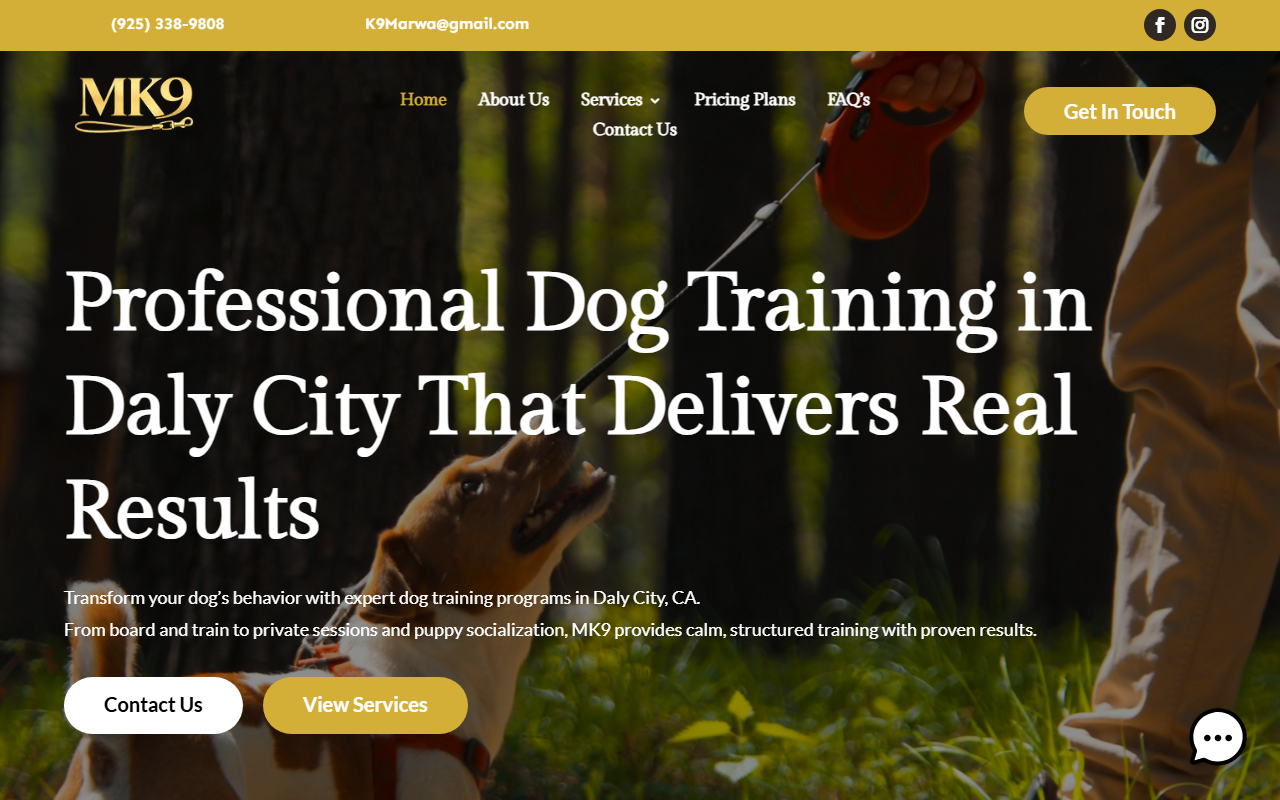 (925) 338-9808
K9Marwa@gmail.com
MK9
Home
About Us
Services
Pricing Plans
FAQ’s
Contact Us
Get In Touch
Professional Dog Training in
Daly City That Delivers Real
Results
Transform your dog’s behavior with expert dog training programs in Daly City, CA.
From board and train to private sessions and puppy socialization, MK9 provides calm, structured training with proven results.
Contact Us
View Services